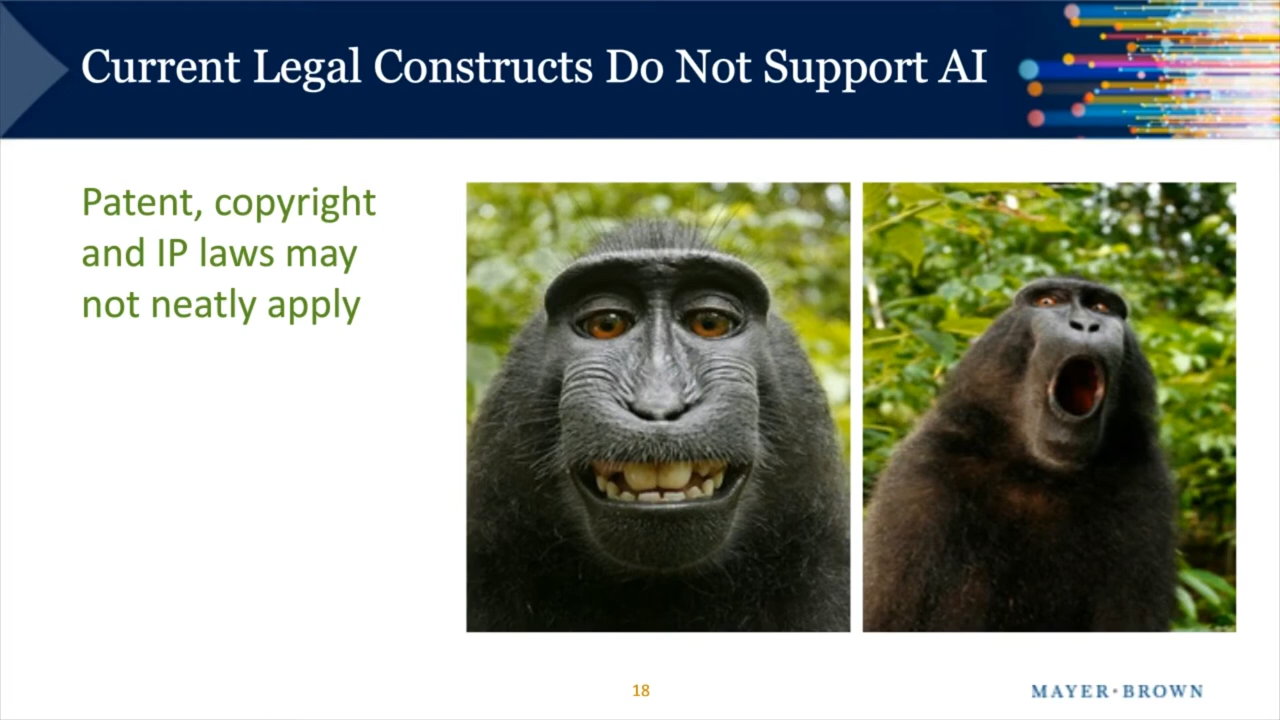 Current Legal Constructs Do Not Support AI
Patent, copyright
and IP laws may
not neatly apply
18
MAYER•BROWN